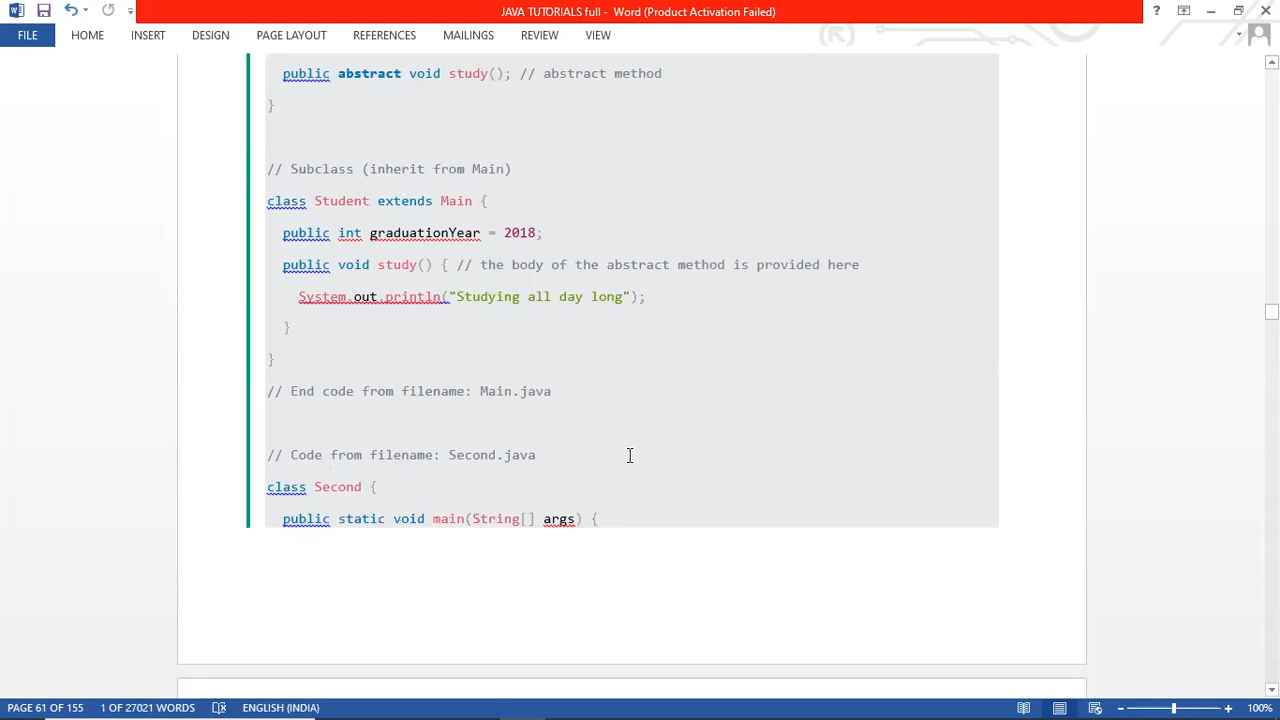 JAVA TUTORIALS full - Word (Product Activation Failed)
?
FILE HOME INSERT DESIGN PAGE LAYOUT REFERENCES MAILINGS REVIEW VIEW
public abstract void study(); // abstract method
}
// Subclass (inherit from Main)
class Student extends Main {
public int graduationYear = 2018;
public void study() { // the body of the abstract method is provided here
System.out.println("Studying all day long");
}
}
// End code from filename: Main.java
// Code from filename: Second.java
class Second {
public static void main(String[] args) {
PAGE 61 OF 155 1 OF 27021 WORDS ENGLISH (INDIA) 100%